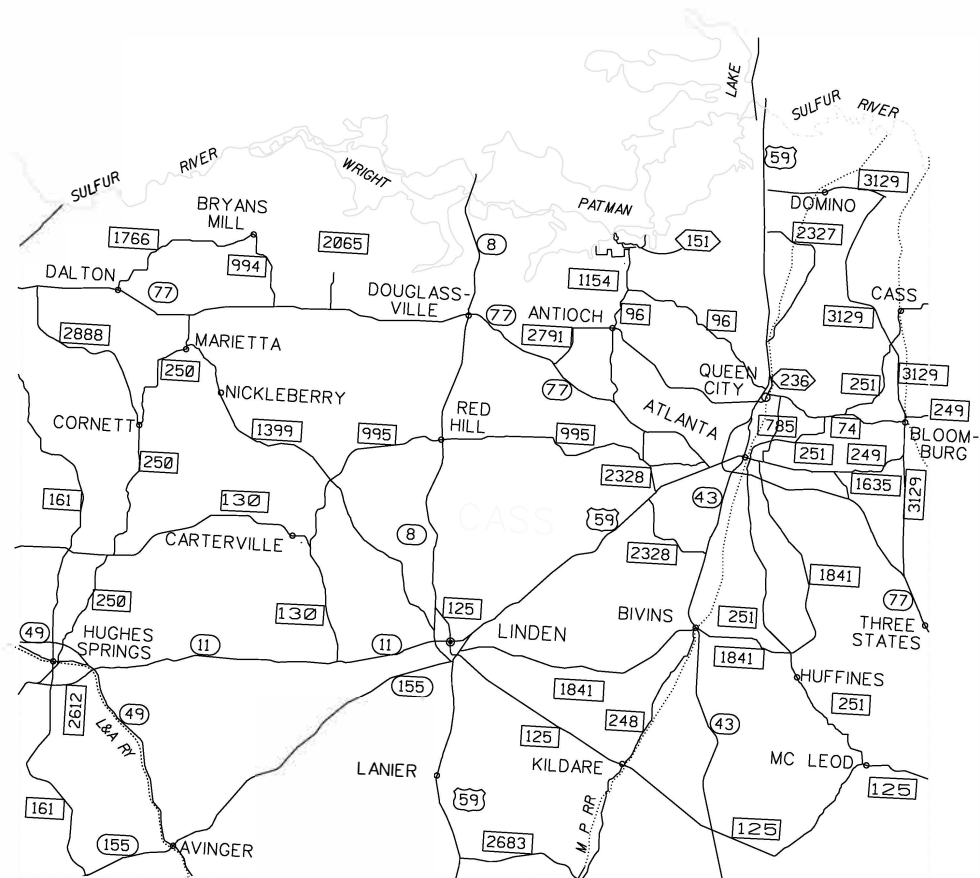 LAKE
SULFUR RIVER
59
WRIGHT
SULFUR RIVER
3129
DOMINO
PATMAN
BRYANS
MILL
1766
2065
8
151
2327
994
DALTON
77
1154
DOUGLASS-
VILLE
77
ANTIOCH
96
96
3129
CASS
2888
2791
MARIETTA
250
QUEEN
CITY
236
251
3129
NICKLEBERRY
77
ATLANTA
249
CORNETT
1399
995
RED
HILL
995
785
74
BLOOM-
BURG
251
249
250
2328
1635
161
130
43
3129
59
CASS
8
CARTERVILLE
2328
1841
250
130
125
BIVINS
251
77
THREE
STATES
49
HUGHES
SPRINGS
11
11
LINDEN
1841
HUFFINES
155
1841
2612
49
248
43
251
L&A RY
125
LANIER
KILDARE
MC LEOD
125
161
59
M. P. RR
125
155
AVINGER
2683